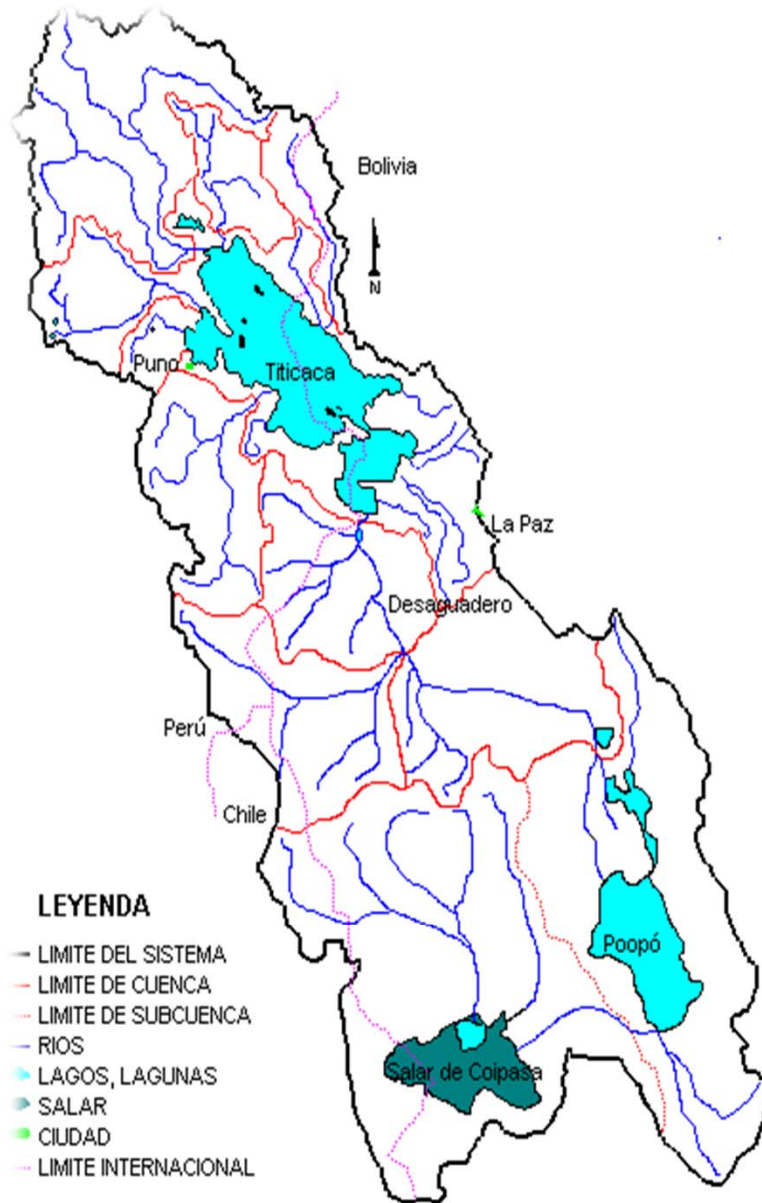 Bolivia
N
Puno
Titicaca
La Paz
Desaguadero
Perú
Chile
Poopó
Salar de Coipasa
LEYENDA
LIMITE DEL SISTEMA
LIMITE DE CUENCA
LIMITE DE SUBCUENCA
RIOS
LAGOS, LAGUNAS
SALAR
CIUDAD
LIMITE INTERNACIONAL